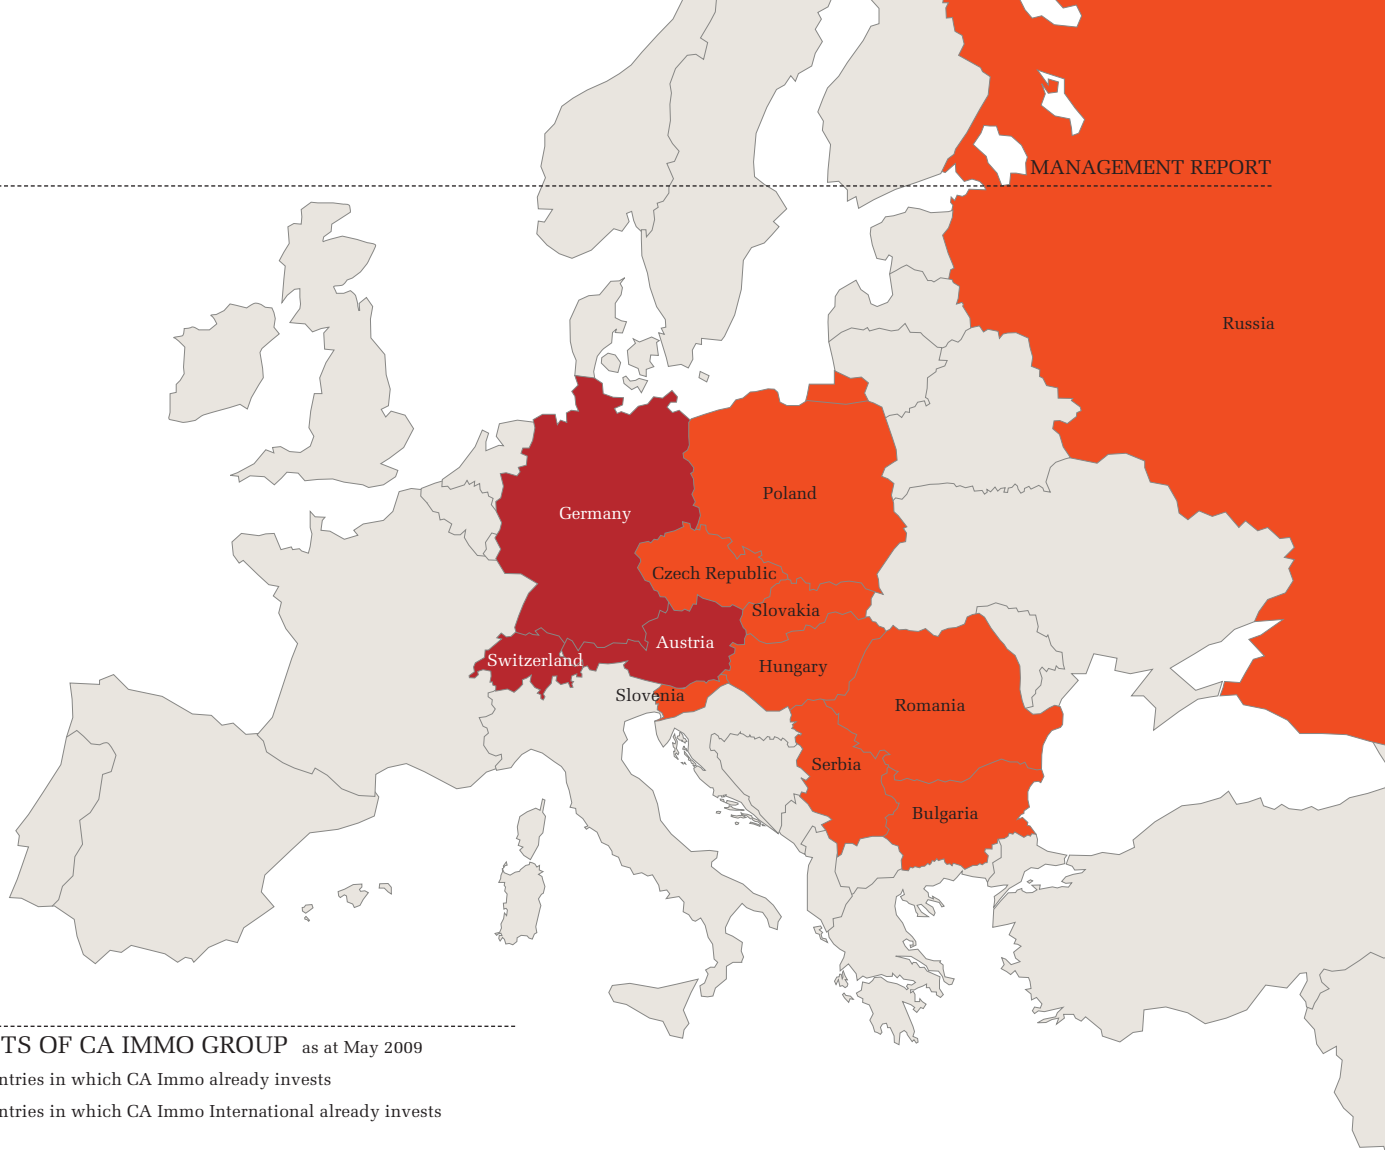 MANAGEMENT REPORT
Russia
Poland
Germany
Czech Republic
Slovakia
Austria
Switzerland
Hungary
Slovenia
Romania
Serbia
Bulgaria
TS OF CA IMMO GROUP as at May 2009
ntries in which CA Immo already invests
ntries in which CA Immo International already invests